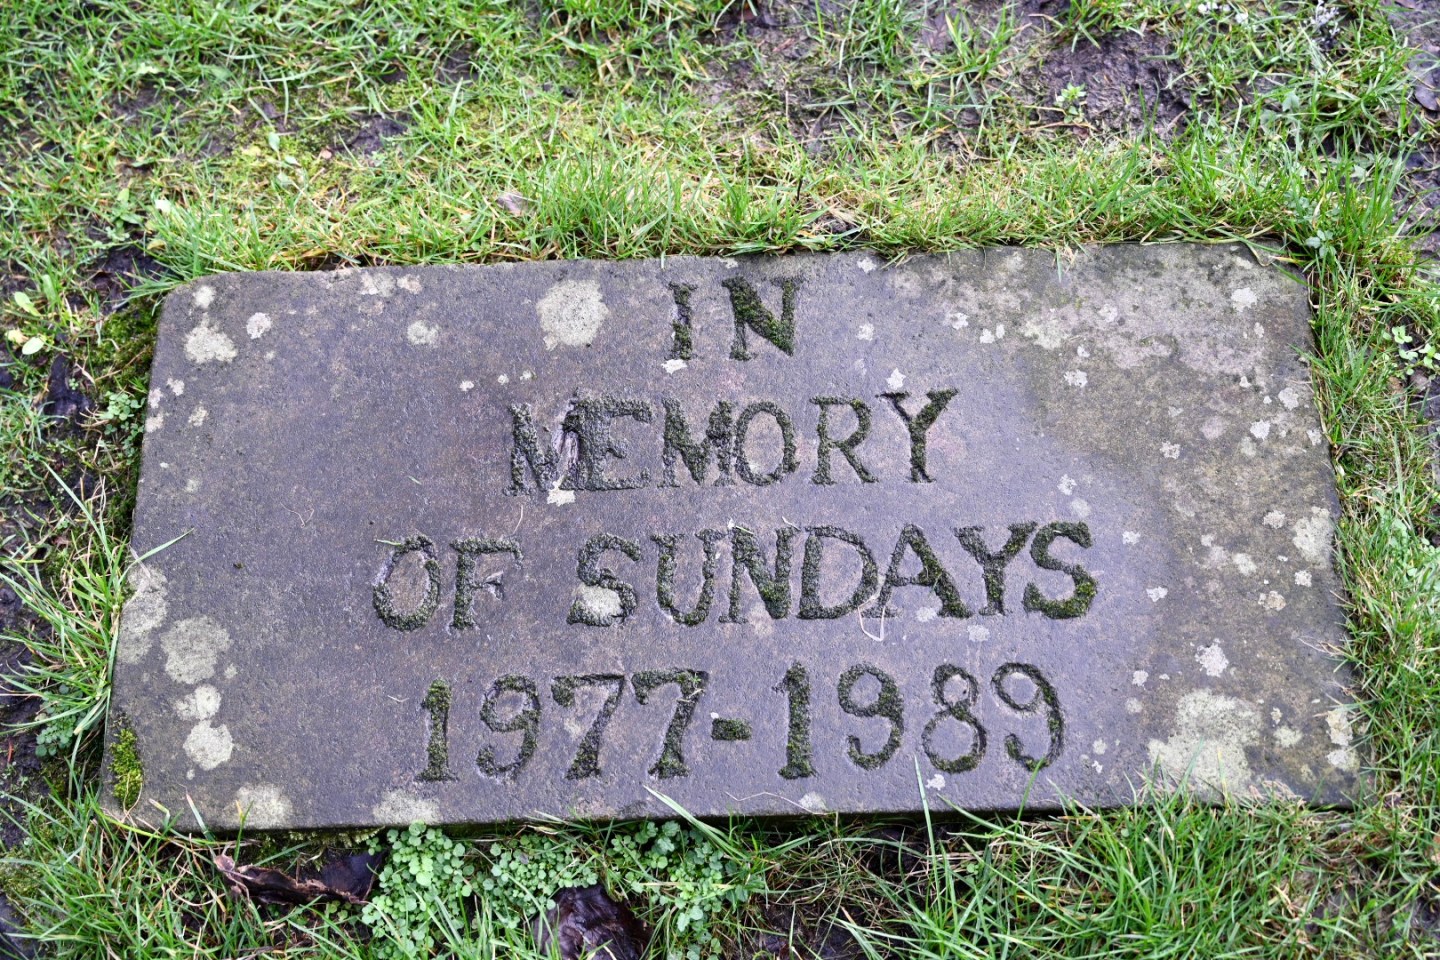 IN
MEMORY
OF SUNDAYS
1977-1989